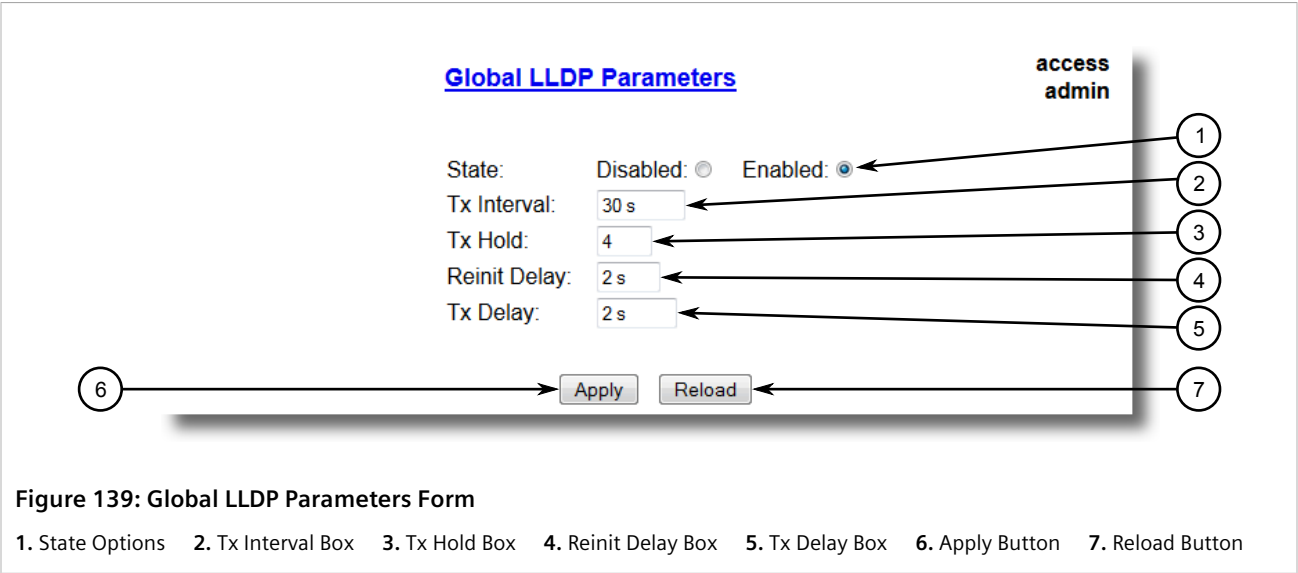 Global LLDP Parameters
access
admin
State: Disabled: Enabled:
Tx Interval: 30 s
Tx Hold: 4
Reinit Delay: 2 s
Tx Delay: 2 s
Apply Reload
1
2
3
4
5
6
7
Figure 139: Global LLDP Parameters Form
1. State Options 2. Tx Interval Box 3. Tx Hold Box 4. Reinit Delay Box 5. Tx Delay Box 6. Apply Button 7. Reload Button